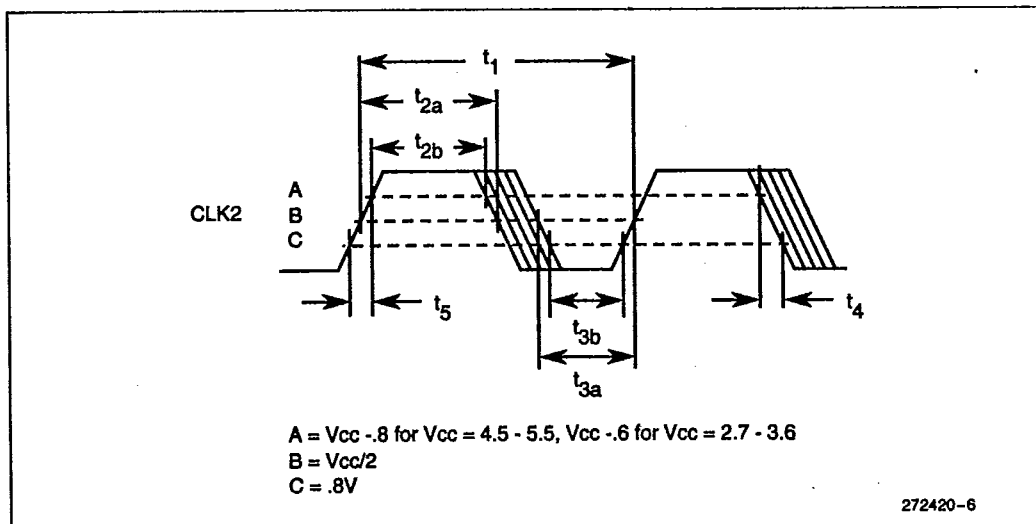 t1
t2a
t2b
A
CLK2 B
C
t5
t4
t3b
t3a
A = Vcc -.8 for Vcc = 4.5 - 5.5, Vcc -.6 for Vcc = 2.7 - 3.6
B = Vcc/2
C = .8V
272420-6